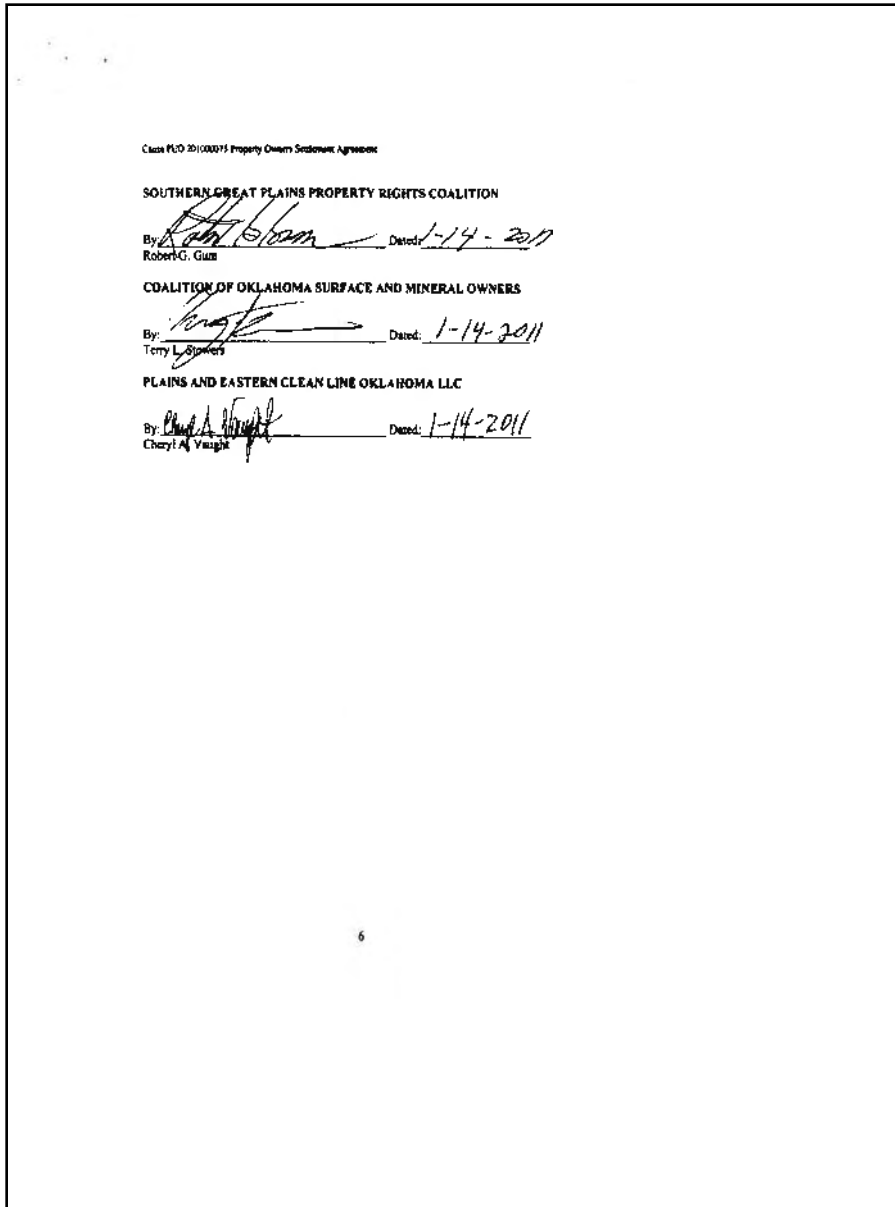 Cause PUD 201000075 Property Owners Settlement Agreement
SOUTHERN GREAT PLAINS PROPERTY RIGHTS COALITION
By: Dated: 1-14-2011
Robert G. Gum
COALITION OF OKLAHOMA SURFACE AND MINERAL OWNERS
By: Dated: 1-14-2011
Terry L. Stowers
PLAINS AND EASTERN CLEAN LINE OKLAHOMA LLC
By: Cheryl A. Vaught Dated: 1-14-2011
Cheryl A. Vaught
6